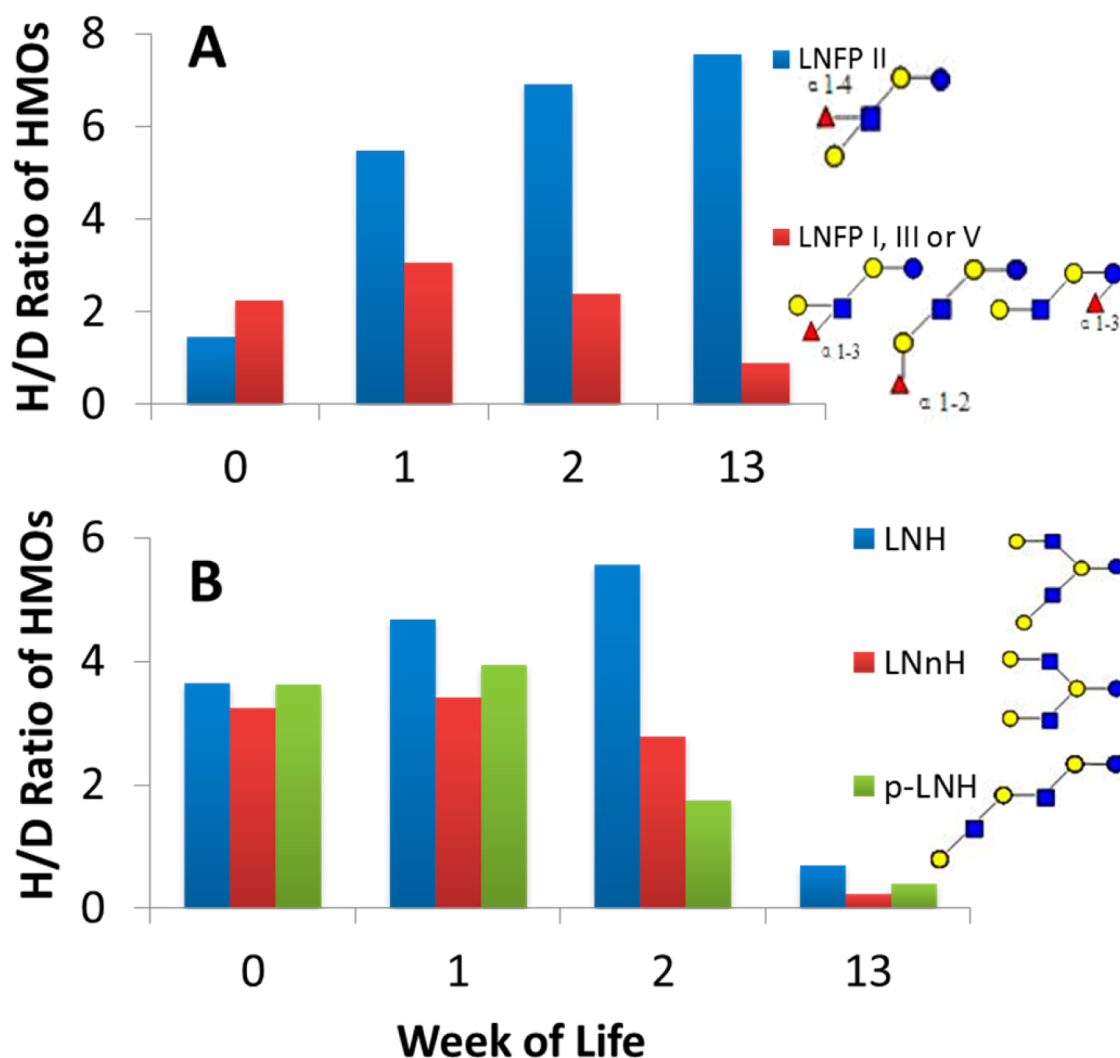 A
H/D Ratio of HMOs
8
6
4
2
0
0 1 2 13
LNFP II
α 1-4
LNFP I, III or V
α 1-3
α 1-2
α 1-3
B
H/D Ratio of HMOs
6
4
2
0
0 1 2 13
LNH
LNnH
p-LNH
Week of Life